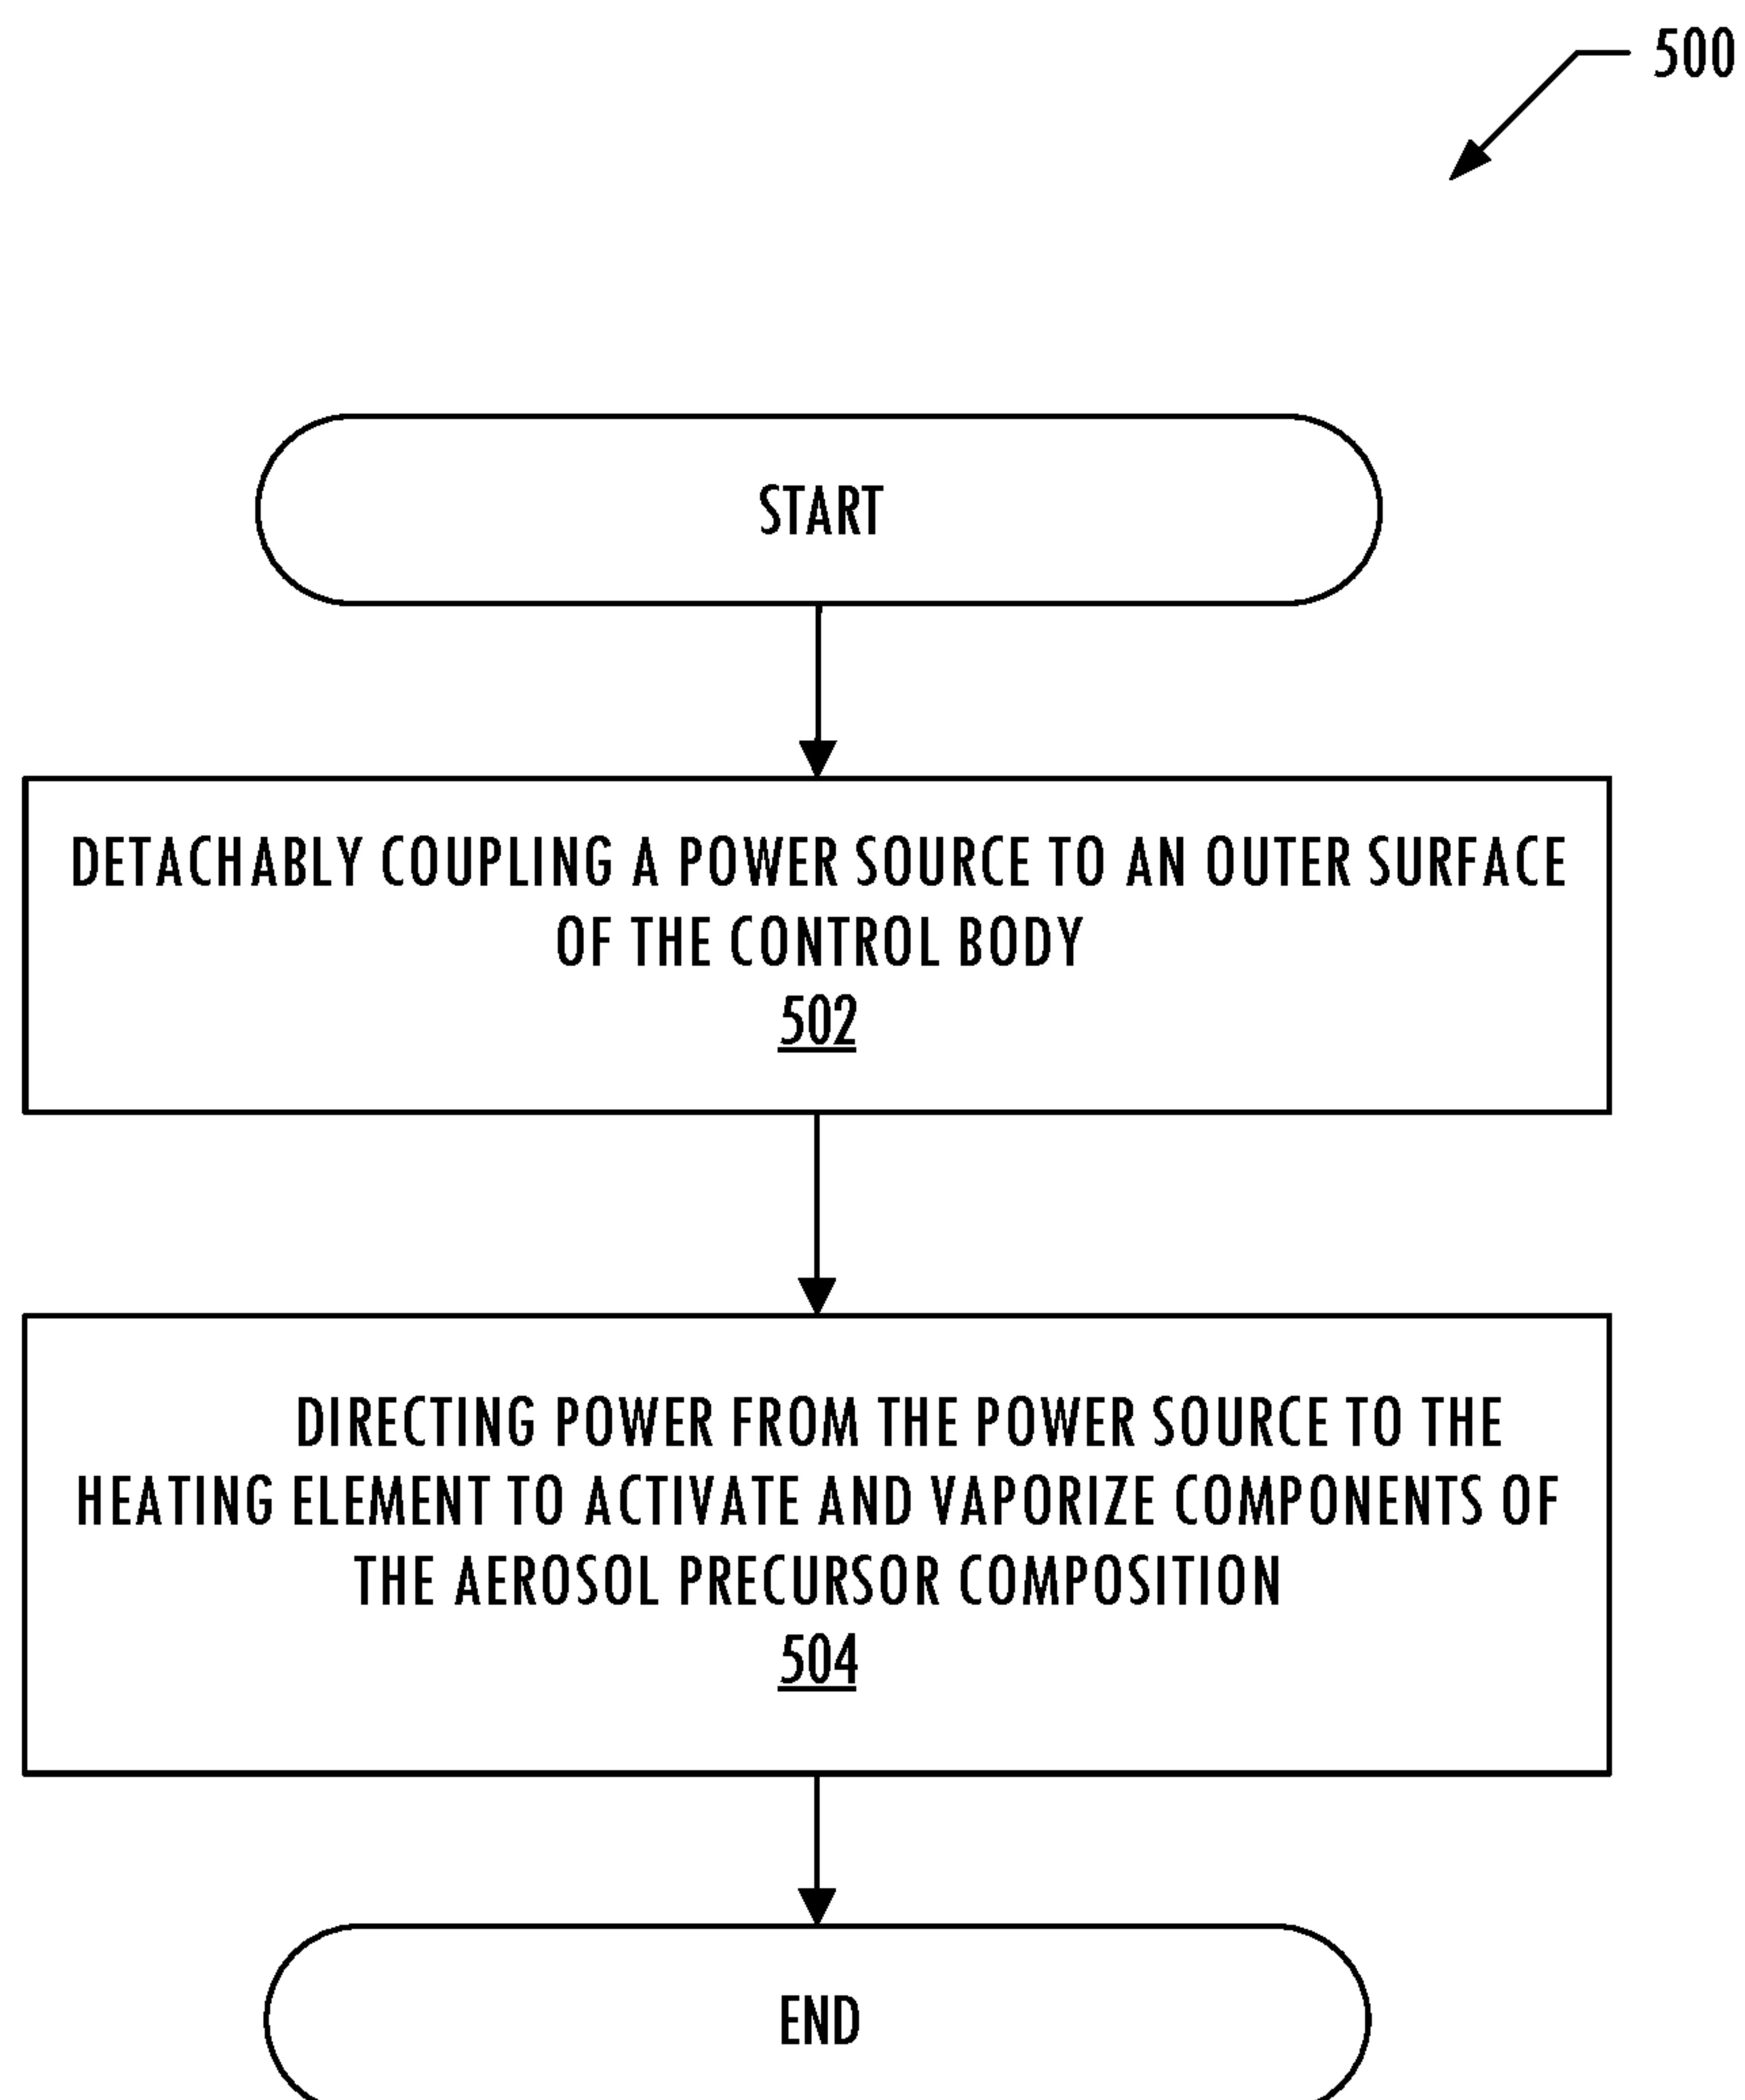 500
START
DETACHABLY COUPLING A POWER SOURCE TO AN OUTER SURFACE
OF THE CONTROL BODY
502
DIRECTING POWER FROM THE POWER SOURCE TO THE
HEATING ELEMENT TO ACTIVATE AND VAPORIZE COMPONENTS OF
THE AEROSOL PRECURSOR COMPOSITION
504
END